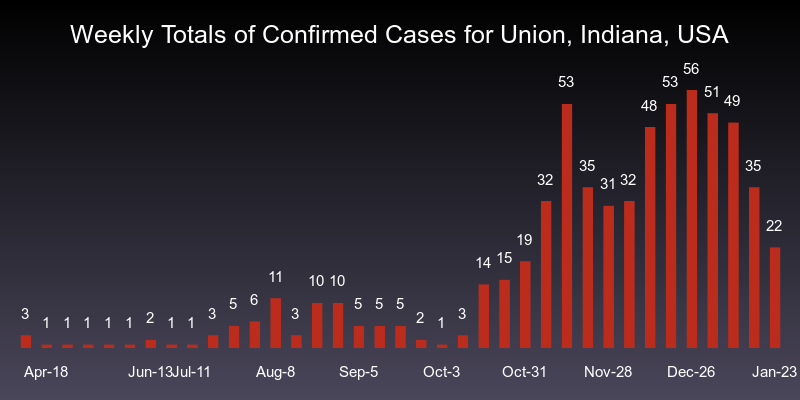 Weekly Totals of Confirmed Cases for Union, Indiana, USA
3 1 1 1 1 1 2 1 1 3 5 6 11 3 10 10 5 5 5 2 1 3 14 15 19 32 53 35 31 32 48 53 56 51 49 35 22
Apr-18 Jun-13 Jul-11 Aug-8 Sep-5 Oct-3 Oct-31 Nov-28 Dec-26 Jan-23